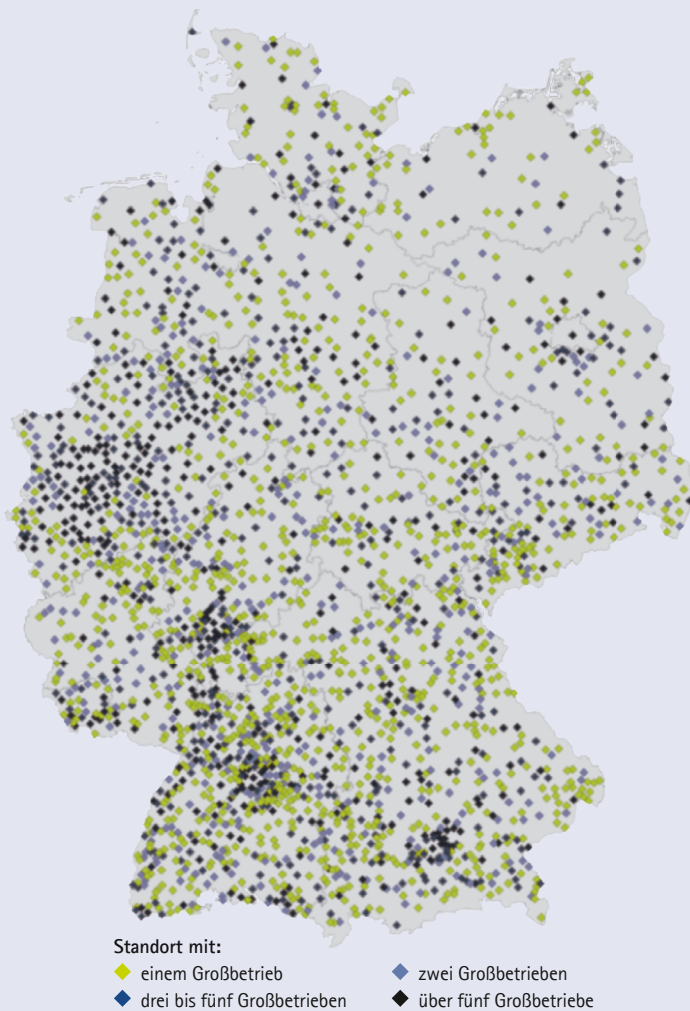 Standort mit:
einem Großbetrieb
zwei Großbetrieben
drei bis fünf Großbetrieben
über fünf Großbetriebe